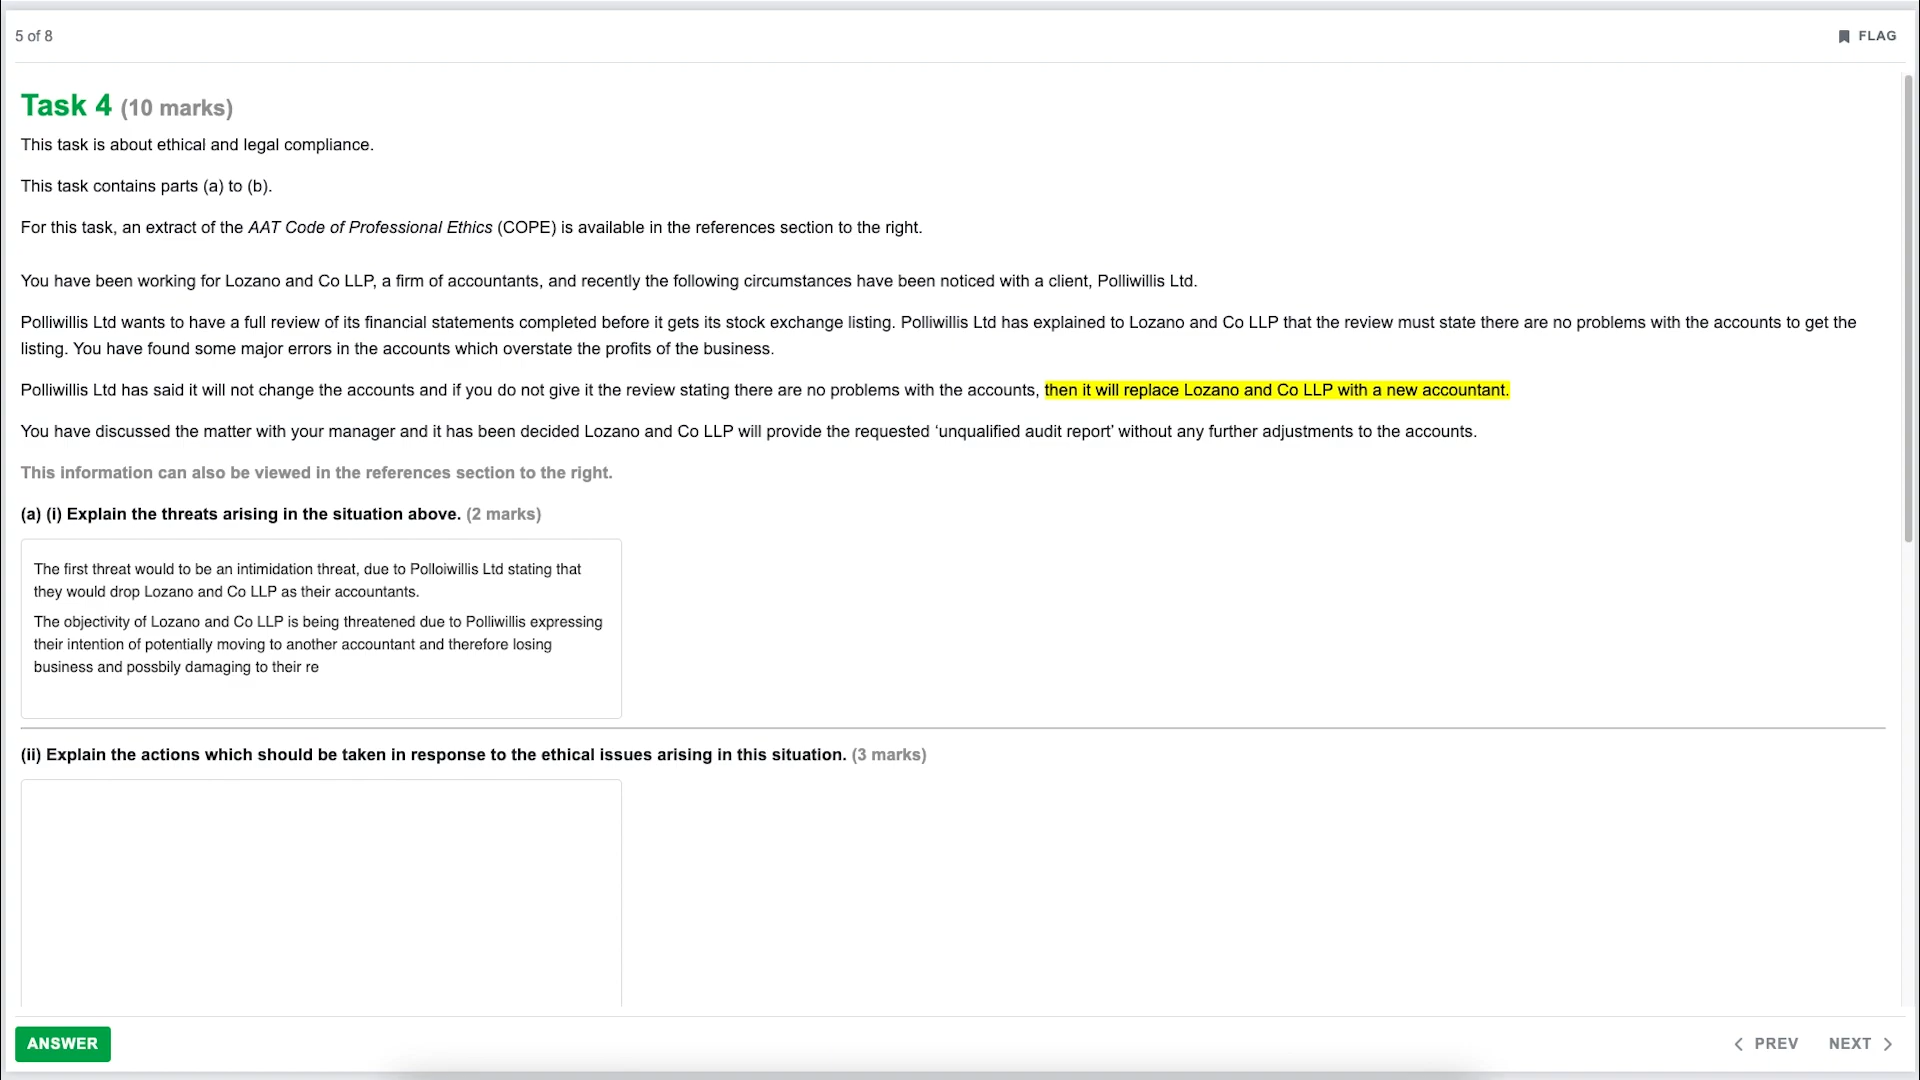 5 of 8
FLAG
Task 4 (10 marks)
This task is about ethical and legal compliance.
This task contains parts (a) to (b).
For this task, an extract of the AAT Code of Professional Ethics (COPE) is available in the references section to the right.
You have been working for Lozano and Co LLP, a firm of accountants, and recently the following circumstances have been noticed with a client, Polliwillis Ltd.
Polliwillis Ltd wants to have a full review of its financial statements completed before it gets its stock exchange listing. Polliwillis Ltd has explained to Lozano and Co LLP that the review must state there are no problems with the accounts to get the
listing. You have found some major errors in the accounts which overstate the profits of the business.
Polliwillis Ltd has said it will not change the accounts and if you do not give it the review stating there are no problems with the accounts, then it will replace Lozano and Co LLP with a new accountant.
You have discussed the matter with your manager and it has been decided Lozano and Co LLP will provide the requested ‘unqualified audit report’ without any further adjustments to the accounts.
This information can also be viewed in the references section to the right.
(a) (i) Explain the threats arising in the situation above. (2 marks)
The first threat would to be an intimidation threat, due to Polloiwillis Ltd stating that
they would drop Lozano and Co LLP as their accountants.
The objectivity of Lozano and Co LLP is being threatened due to Polliwillis expressing
their intention of potentially moving to another accountant and therefore losing
business and possbily damaging to their re
(ii) Explain the actions which should be taken in response to the ethical issues arising in this situation. (3 marks)
ANSWER
PREV
NEXT